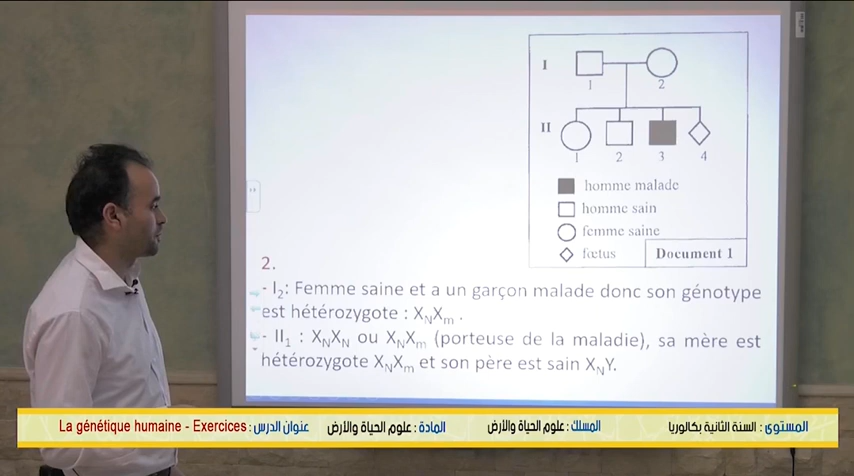 I
1
2
II
1
2
3
4
homme malade
homme sain
femme saine
fœtus
Document 1
2.
- I2: Femme saine et a un garçon malade donc son génotype
est hétérozygote : XNXm .
- II1 : XNXN ou XNXm (porteuse de la maladie), sa mère est
hétérozygote XNXm et son père est sain XNY.
المستوى : السنة الثانية بكالوريا
المسلك : علوم الحياة والأرض
المادة : علوم الحياة والأرض
عنوان الدرس : La génétique humaine - Exercices